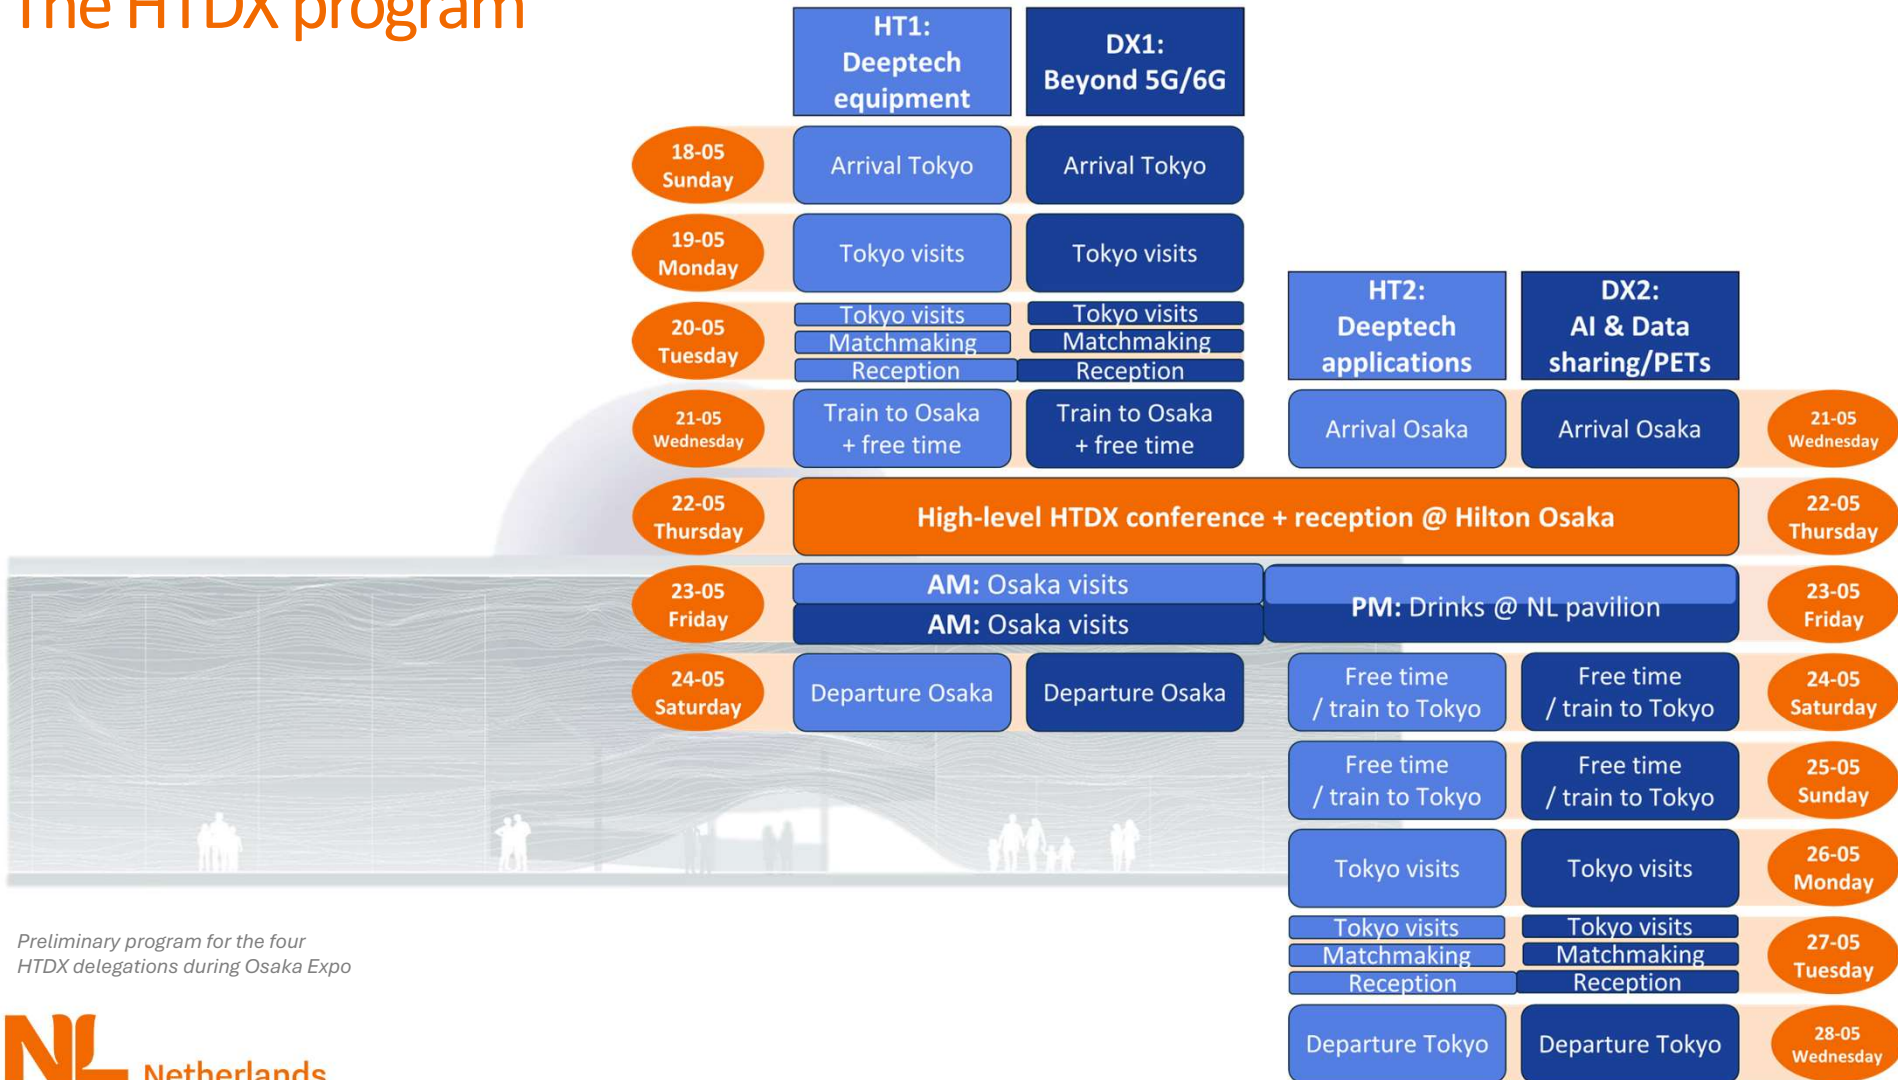 The HTDX program
HT1:
Deeptech
equipment
DX1:
Beyond 5G/6G
18-05
Sunday
Arrival Tokyo
Arrival Tokyo
19-05
Monday
Tokyo visits
Tokyo visits
HT2:
Deeptech
applications
DX2:
AI & Data
sharing/PETs
20-05
Tuesday
Tokyo visits
Matchmaking
Reception
Tokyo visits
Matchmaking
Reception
21-05
Wednesday
Train to Osaka
+ free time
Train to Osaka
+ free time
Arrival Osaka
Arrival Osaka
21-05
Wednesday
22-05
Thursday
High-level HTDX conference + reception @ Hilton Osaka
22-05
Thursday
23-05
Friday
AM: Osaka visits
AM: Osaka visits
PM: Drinks @ NL pavilion
23-05
Friday
24-05
Saturday
Departure Osaka
Departure Osaka
Free time
/ train to Tokyo
Free time
/ train to Tokyo
24-05
Saturday
Free time
/ train to Tokyo
Free time
/ train to Tokyo
25-05
Sunday
Tokyo visits
Tokyo visits
26-05
Monday
Tokyo visits
Matchmaking
Reception
Tokyo visits
Matchmaking
Reception
27-05
Tuesday
Departure Tokyo
Departure Tokyo
28-05
Wednesday
Preliminary program for the four
HTDX delegations during Osaka Expo
NL
Netherlands